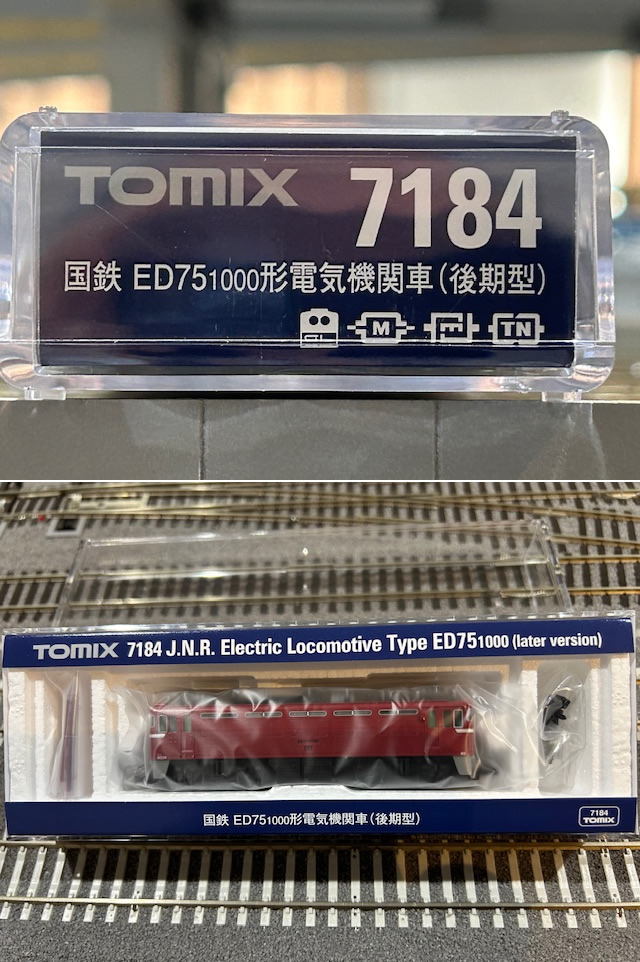 TOMIX 7184
国鉄 ED751000形電気機関車(後期型)
M
TN
TOMIX 7184 J.N.R. Electric Locomotive Type ED751000 (later version)
国鉄 ED751000形電気機関車(後期型)
7184
TOMIX